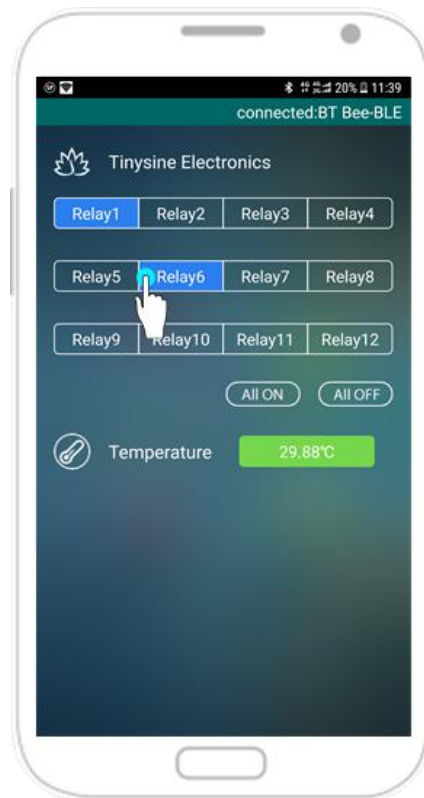 20% 11:39
connected:BT Bee-BLE
Tinysine Electronics
Relay1 Relay2 Relay3 Relay4
Relay5 Relay6 Relay7 Relay8
Relay9 Relay10 Relay11 Relay12
All ON All OFF
Temperature 29.88℃